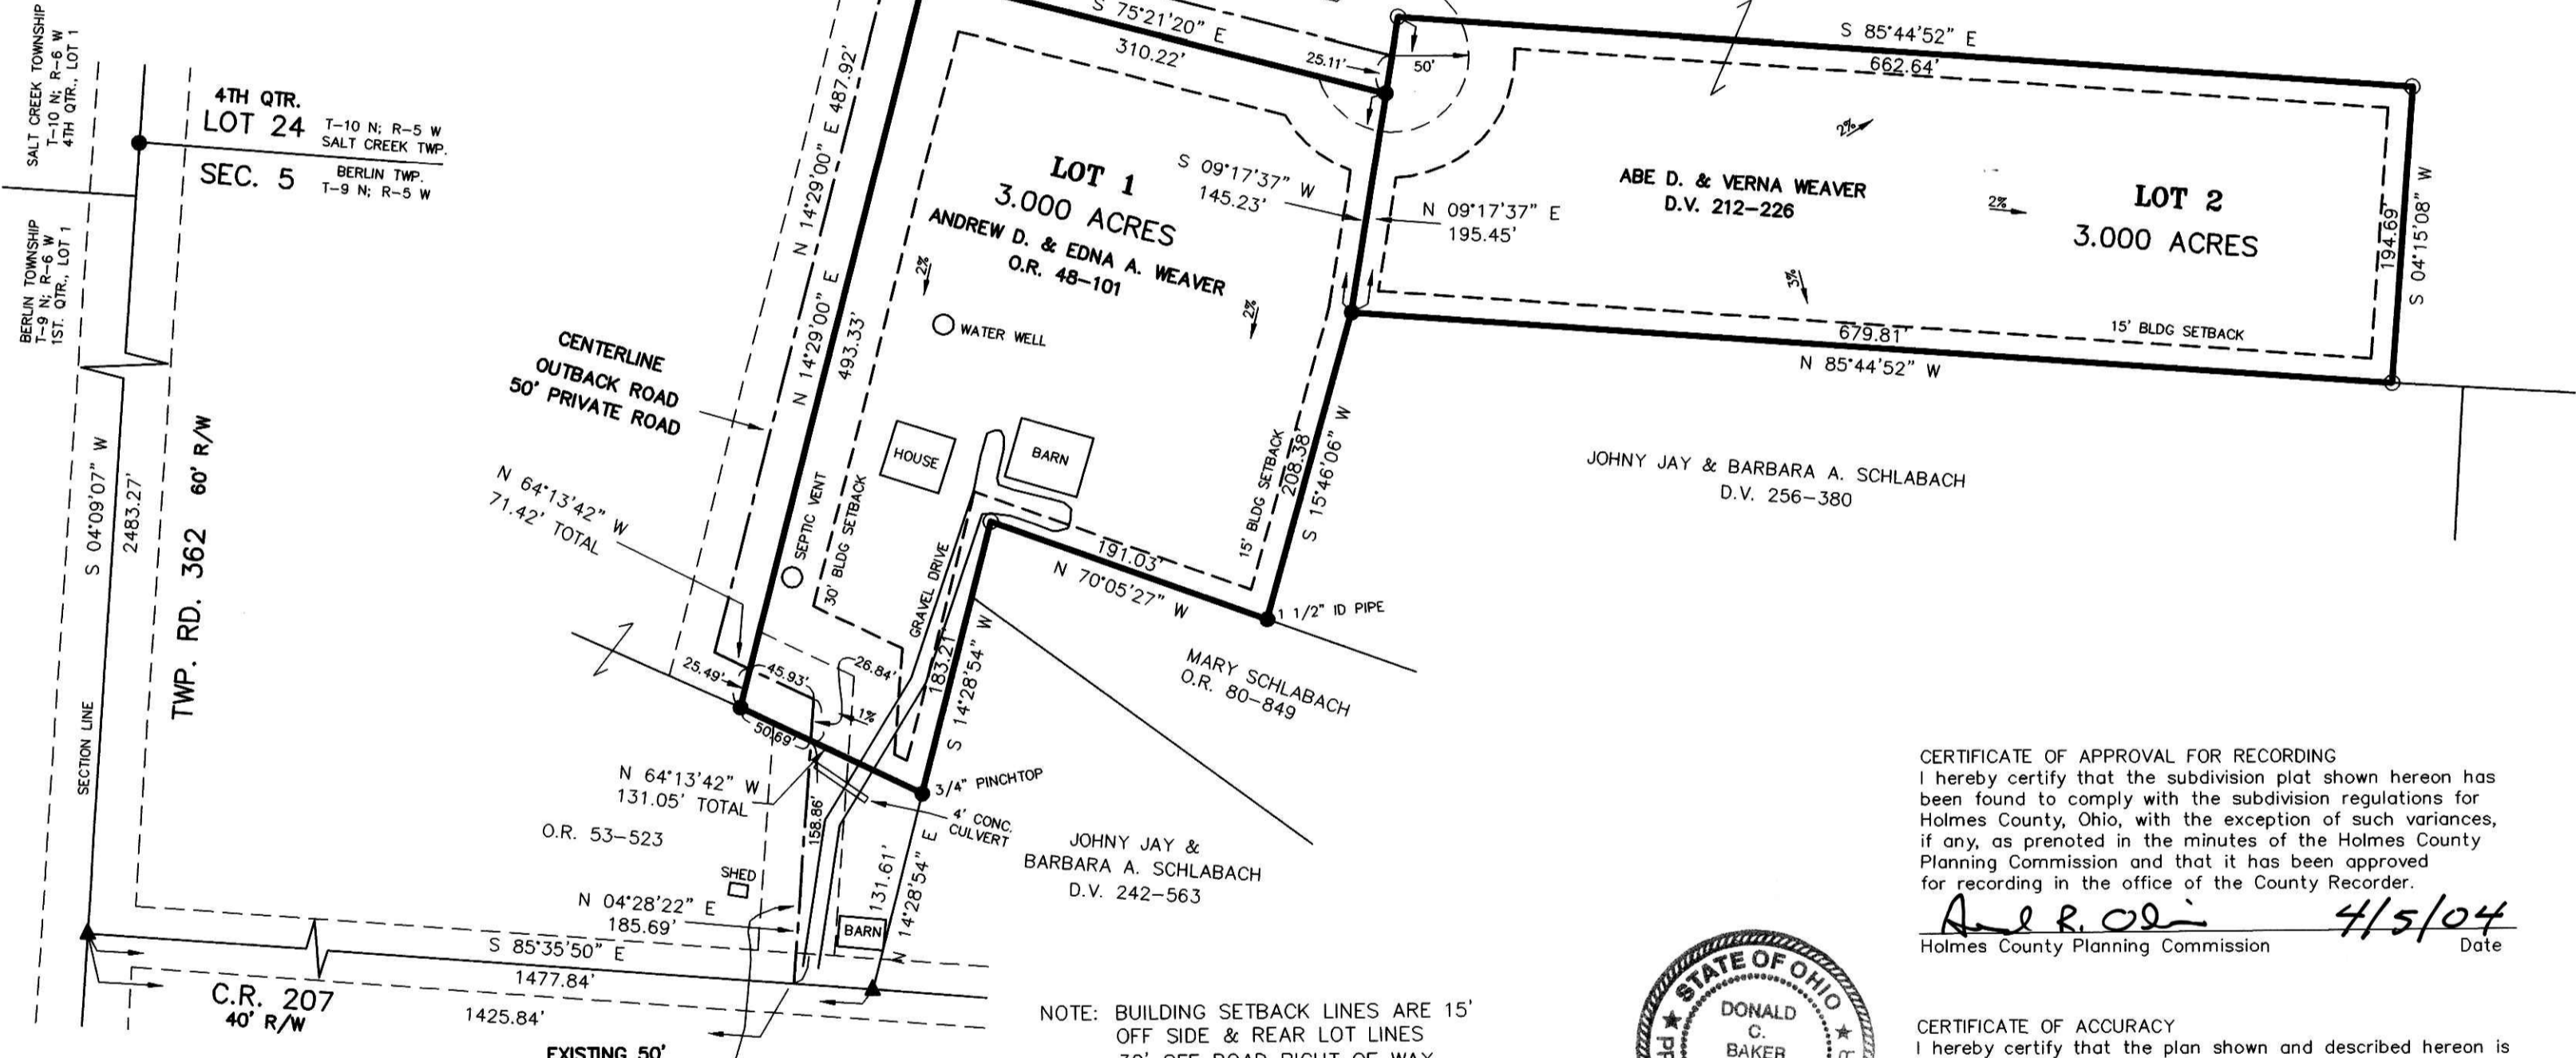 SALT CREEK TOWNSHIP
T-10 N; R-6 W
4TH QTR., LOT 1
BERLIN TOWNSHIP
T-9 N; R-6 W
1ST. QTR., LOT 1
4TH QTR.
LOT 24
T-10 N; R-5 W
SALT CREEK TWP.
SEC. 5
BERLIN TWP.
T-9 N; R-5 W
SECTION LINE
S 04°09'07" W
2483.27'
TWP. RD. 362 60' R/W
CENTERLINE
OUTBACK ROAD
50' PRIVATE ROAD
N 14°29'00" E 487.92'
N 14°29'00" E
493.33'
S 75°21'20" E
310.22'
25.11'
50'
LOT 1
3.000 ACRES
ANDREW D. & EDNA A. WEAVER
O.R. 48-101
2%
2%
WATER WELL
S 09°17'37" W
145.23'
N 09°17'37" E
195.45'
S 85°44'52" E
662.64'
2%
ABE D. & VERNA WEAVER
D.V. 212-226
2%
LOT 2
3.000 ACRES
3%
194.69'
S 04°15'08" W
15' BLDG SETBACK
679.81'
N 85°44'52" W
HOUSE
BARN
15' BLDG SETBACK
208.38'
S 15°46'06" W
JOHNY JAY & BARBARA A. SCHLABACH
D.V. 256-380
N 64°13'42" W
71.42' TOTAL
SEPTIC VENT
30' BLDG SETBACK
GRAVEL DRIVE
183.21'
S 14°28'54" W
191.03'
N 70°05'27" W
1 1/2" ID PIPE
MARY SCHLABACH
O.R. 80-849
25.49'
45.93'
26.84'
1%
50.69'
N 64°13'42" W
131.05' TOTAL
3/4" PINCHTOP
4' CONC.
CULVERT
O.R. 53-523
158.86'
SHED
N 04°28'22" E
185.69'
131.61'
N 14°28'54" E
BARN
JOHNY JAY &
BARBARA A. SCHLABACH
D.V. 242-563
S 85°35'50" E
1477.84'
C.R. 207
40' R/W
1425.84'
EXISTING 50'
NOTE: BUILDING SETBACK LINES ARE 15'
OFF SIDE & REAR LOT LINES
30' OFF ROAD RIGHT OF WAY
STATE OF OHIO
DONALD
C.
BAKER
CERTIFICATE OF APPROVAL FOR RECORDING
I hereby certify that the subdivision plat shown hereon has
been found to comply with the subdivision regulations for
Holmes County, Ohio, with the exception of such variances,
if any, as prenoted in the minutes of the Holmes County
Planning Commission and that it has been approved
for recording in the office of the County Recorder.
4/5/04
Holmes County Planning Commission Date
CERTIFICATE OF ACCURACY
I hereby certify that the plan shown and described hereon is